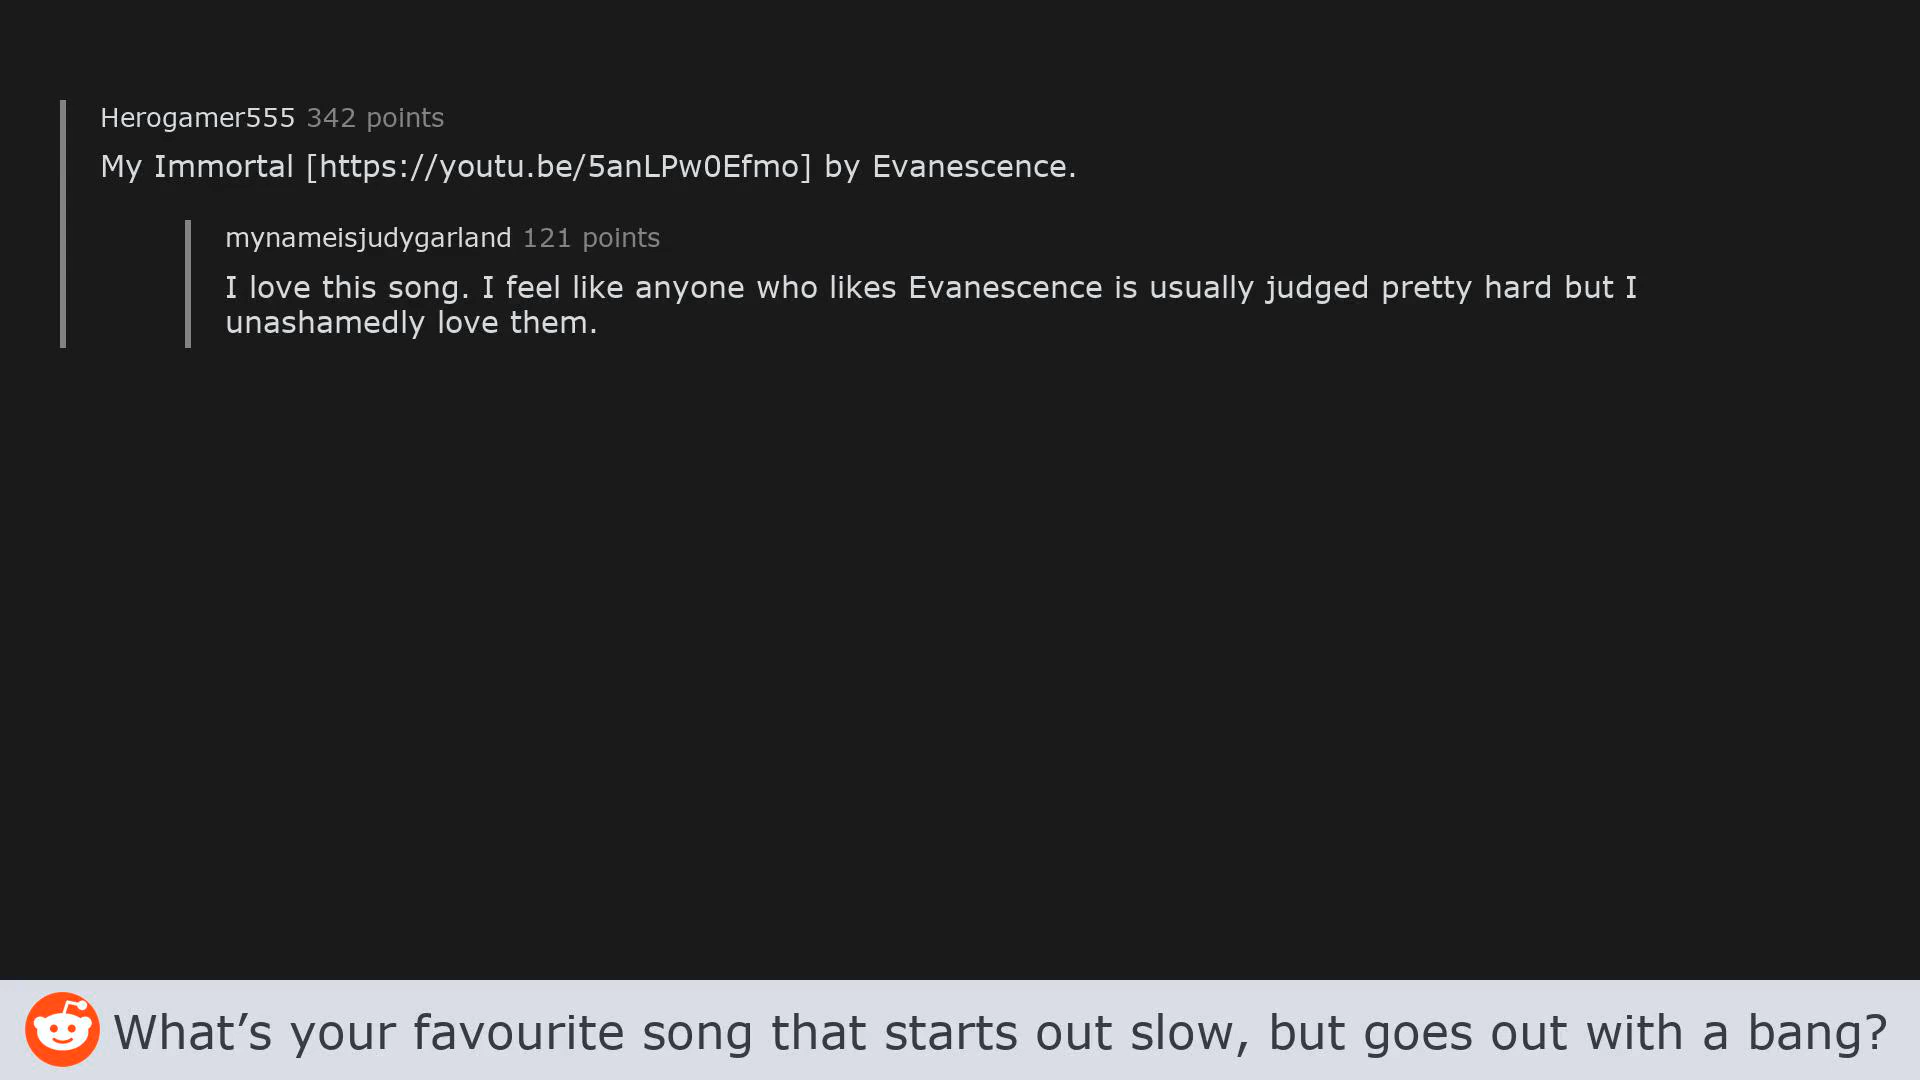 Herogamer555 342 points
My Immortal [https://youtu.be/5anLPw0Efmo] by Evanescence.
mynameisjudygarland 121 points
I love this song. I feel like anyone who likes Evanescence is usually judged pretty hard but I
unashamedly love them.
What’s your favourite song that starts out slow, but goes out with a bang?